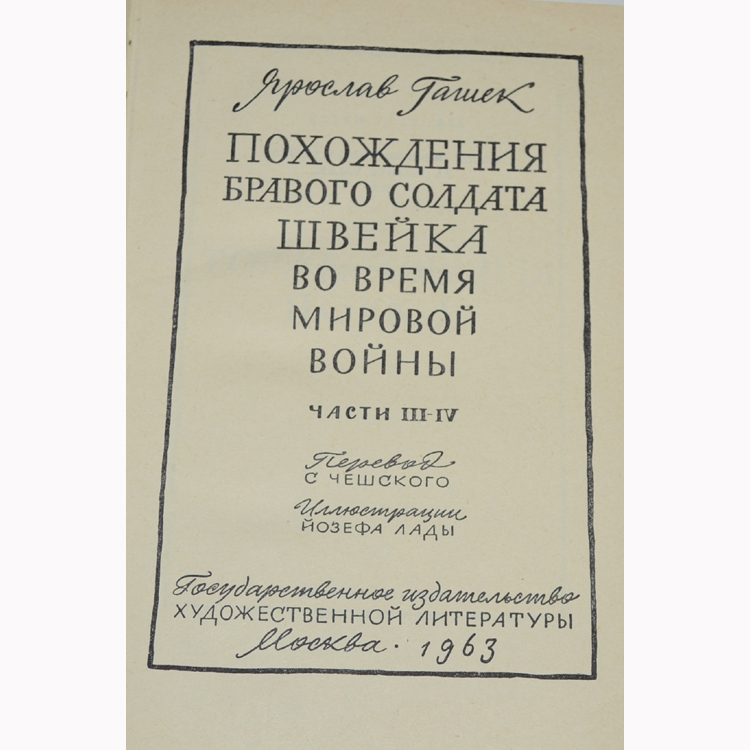 Ярослав Гашек
ПОХОЖДЕНИЯ
БРАВОГО СОЛДАТА
ШВЕЙКА
ВО ВРЕМЯ
МИРОВОЙ
ВОЙНЫ
ЧАСТИ III-IV
Перевод
С ЧЕШСКОГО
Иллюстрации
ЙОЗЕФА ЛАДЫ
Государственное издательство
ХУДОЖЕСТВЕННОЙ ЛИТЕРАТУРЫ
Москва · 1963